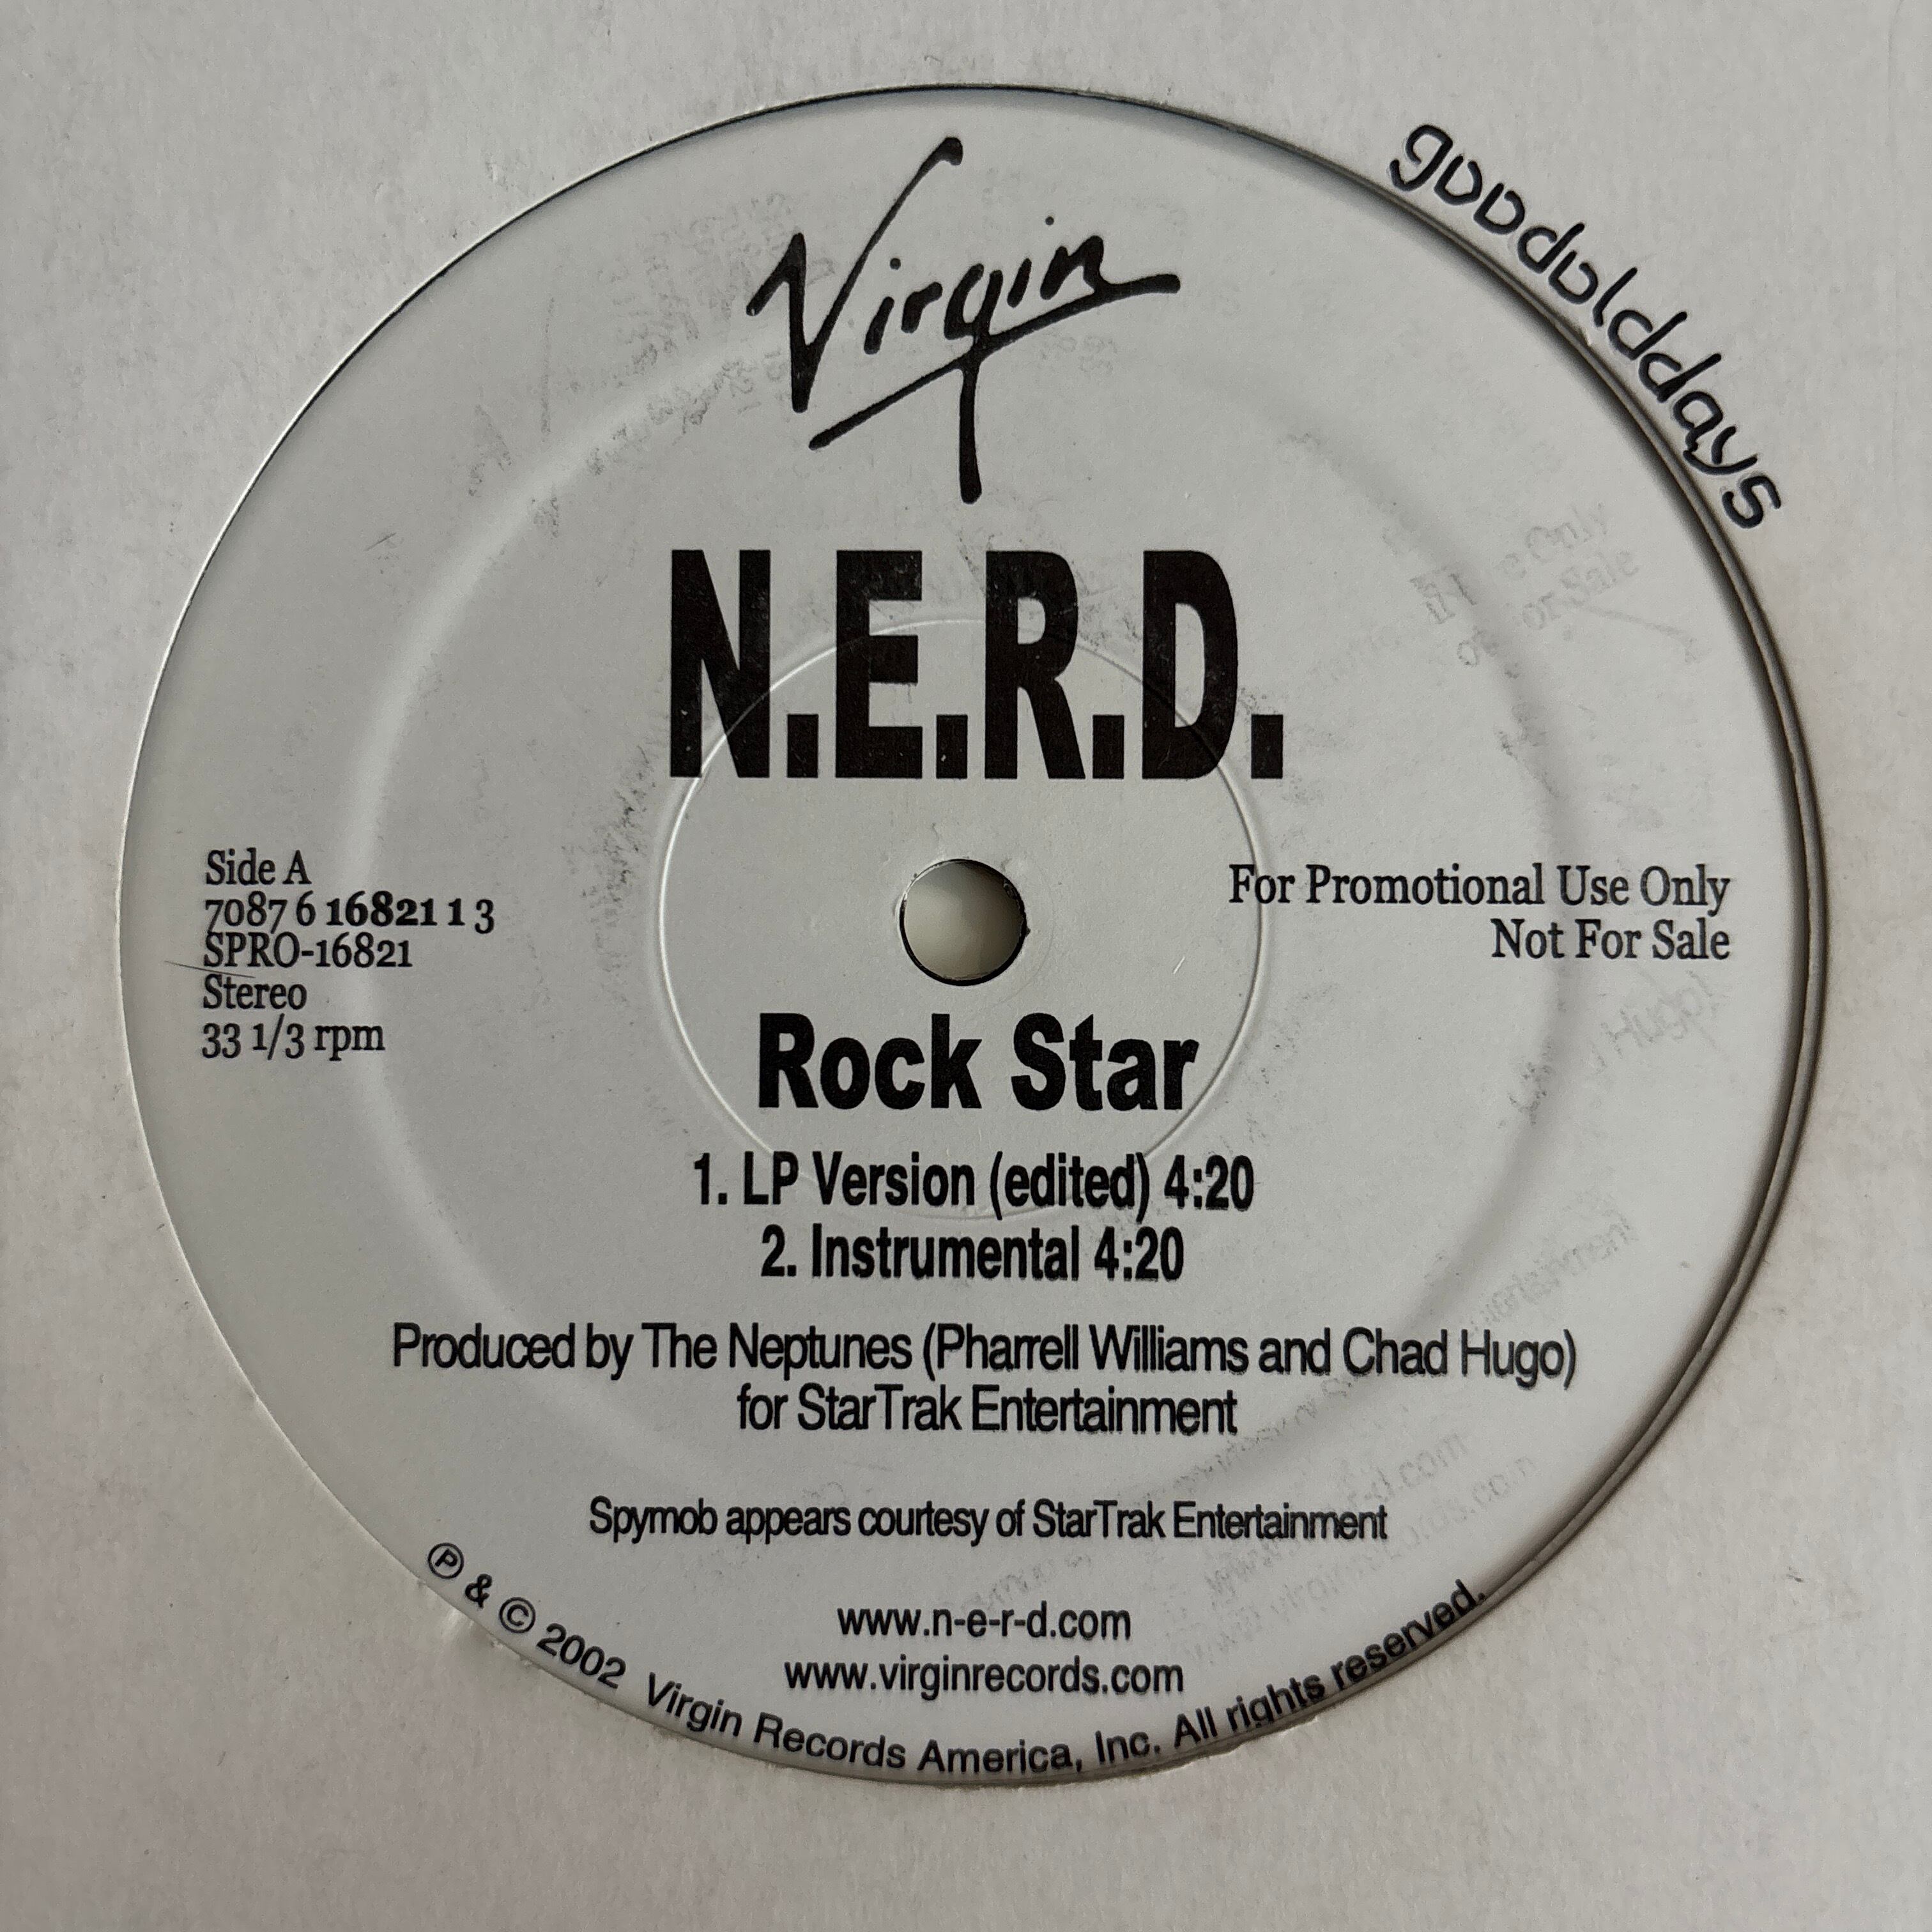 Virgin
goodolddays
N.E.R.D.
Side A
7087 6 16821 1 3
SPRO-16821
Stereo
33 1/3 rpm
For Promotional Use Only
Not For Sale
Rock Star
1. LP Version (edited) 4:20
2. Instrumental 4:20
Produced by The Neptunes (Pharrell Williams and Chad Hugo)
for StarTrak Entertainment
Spymob appears courtesy of StarTrak Entertainment
www.n-e-r-d.com
www.virginrecords.com
℗ & © 2002 Virgin Records America, Inc. All rights reserved.